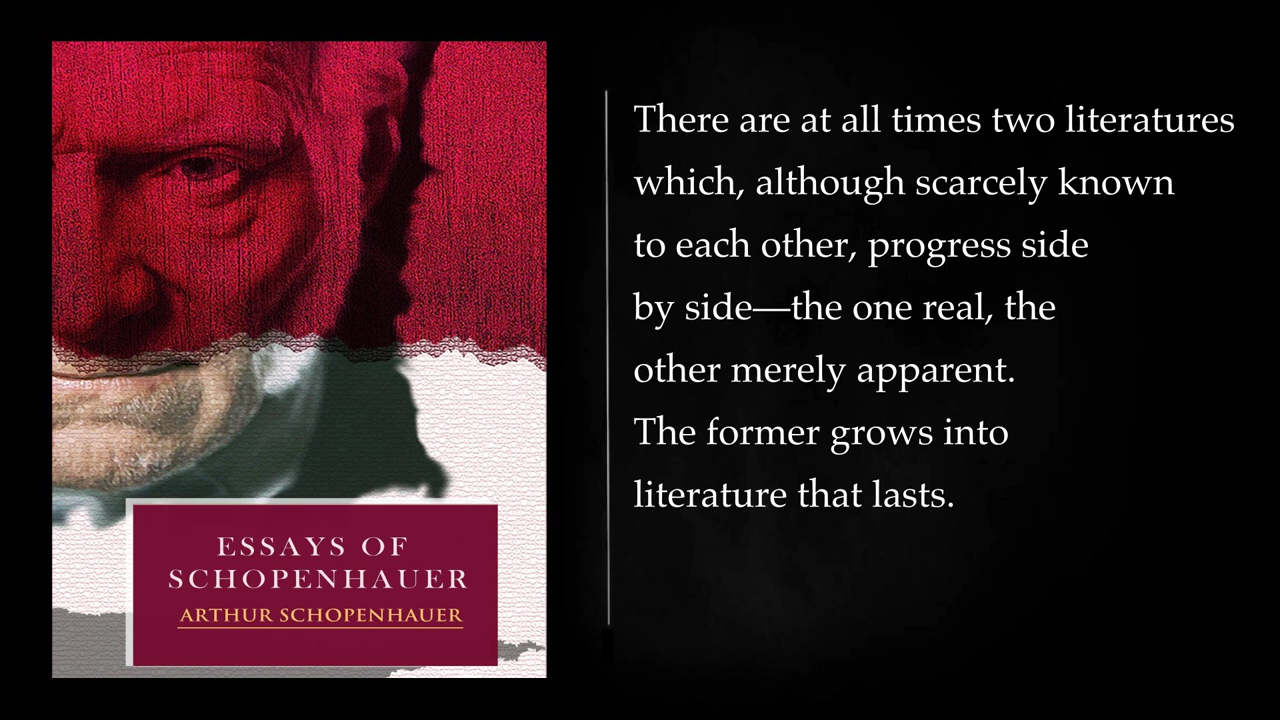 ESSAYS OF
SCHOPENHAUER
ARTHUR SCHOPENHAUER
There are at all times two literatures
which, although scarcely known
to each other, progress side
by side—the one real, the
other merely apparent.
The former grows into
literature that lasts.